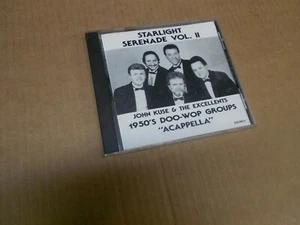 STARLIGHT
SERENADE VOL. II
JOHN KUSE & THE EXCELLENTS
1950'S DOO-WOP GROUPS
"ACAPPELLA"